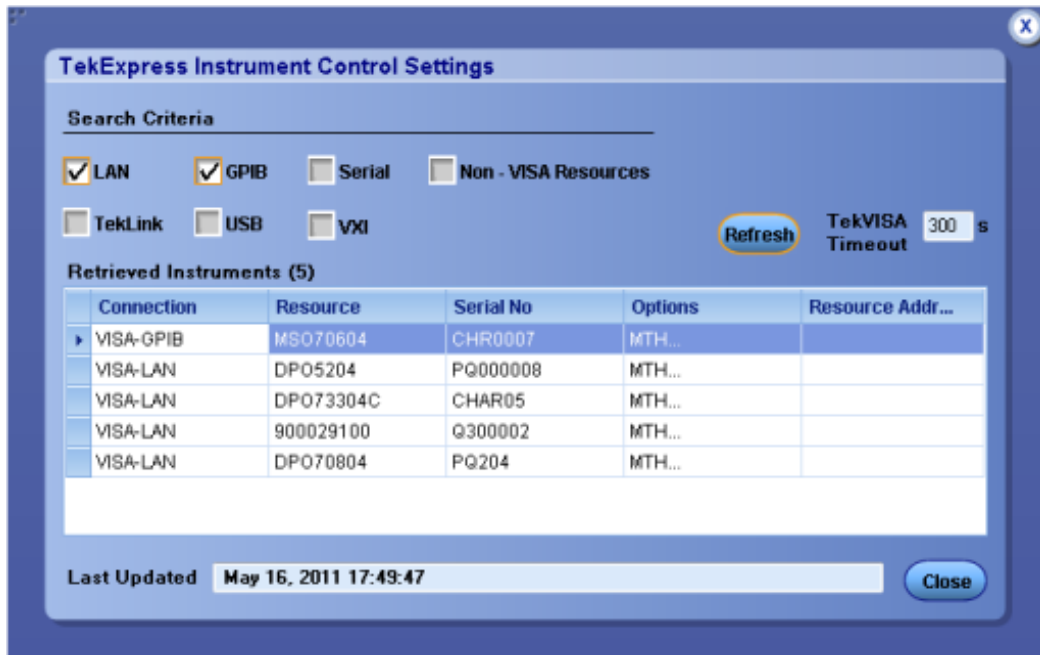 X
TekExpress Instrument Control Settings
Search Criteria
LAN GPIB Serial Non - VISA Resources
TekLink USB VXI Refresh TekVISA Timeout 300 s
Retrieved Instruments (5)
Connection Resource Serial No Options Resource Addr...
VISA-GPIB MSO70604 CHR0007 MTH...
VISA-LAN DPO5204 PQ000008 MTH...
VISA-LAN DPO73304C CHAR05 MTH...
VISA-LAN 900029100 Q300002 MTH...
VISA-LAN DPO70804 PQ204 MTH...
Last Updated May 16, 2011 17:49:47 Close